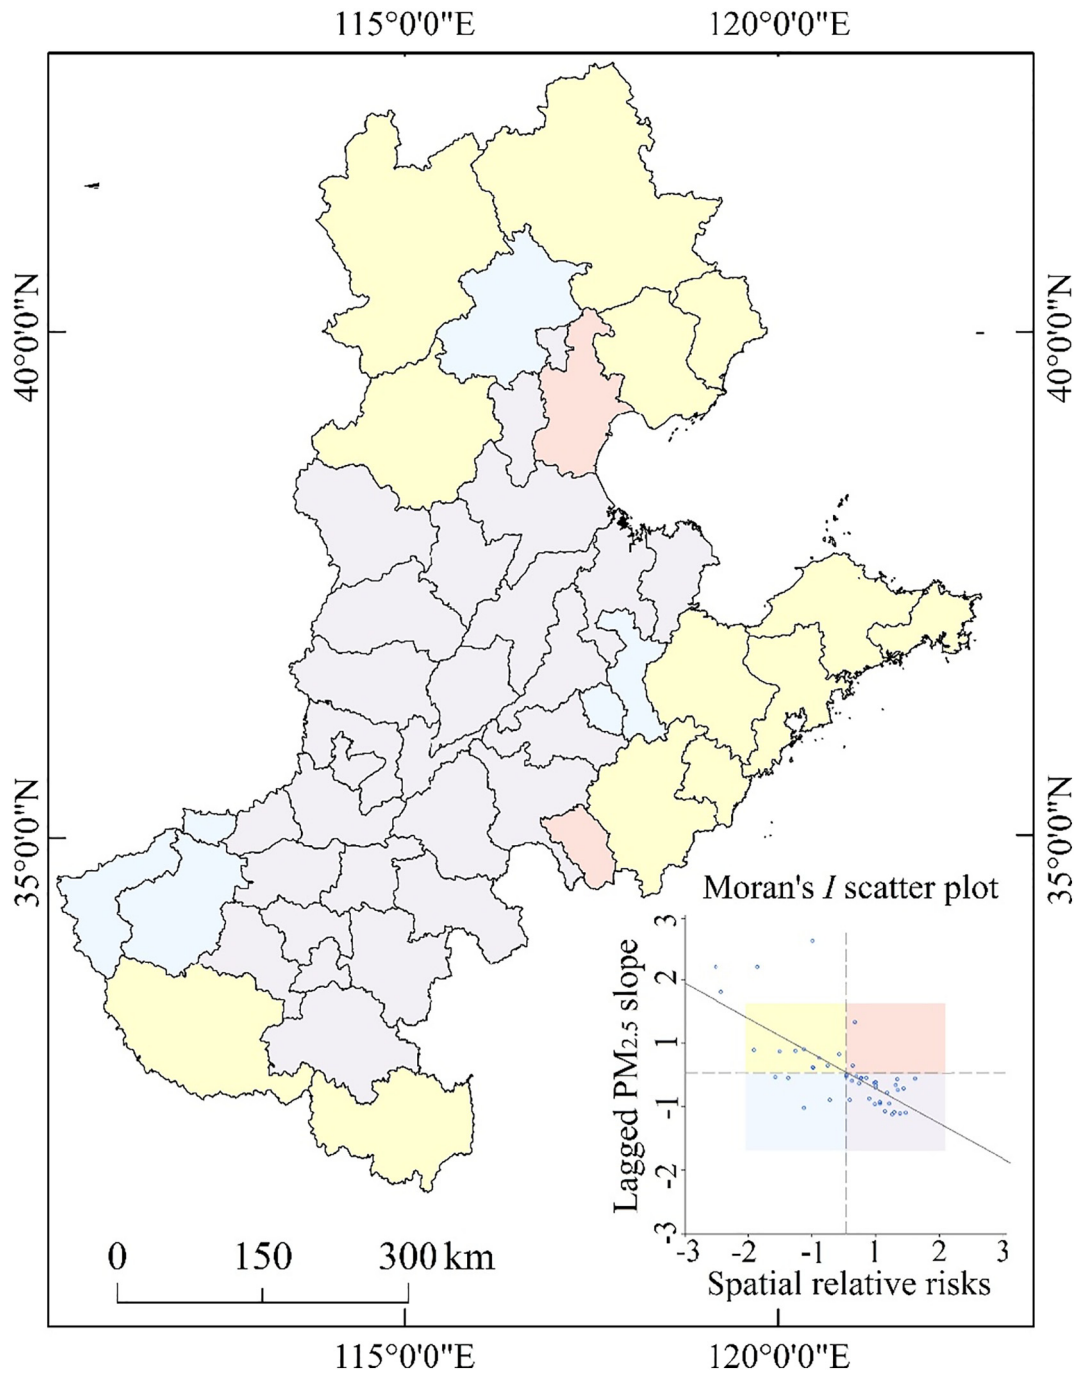 115°0'0"E 120°0'0"E
40°0'0"N
40°0'0"N
35°0'0"N
35°0'0"N
Moran's I scatter plot
Lagged PM2.5 slope
3
2
1
-1
-2
-3
-3 -2 -1 1 2 3
Spatial relative risks
0 150 300 km
115°0'0"E 120°0'0"E